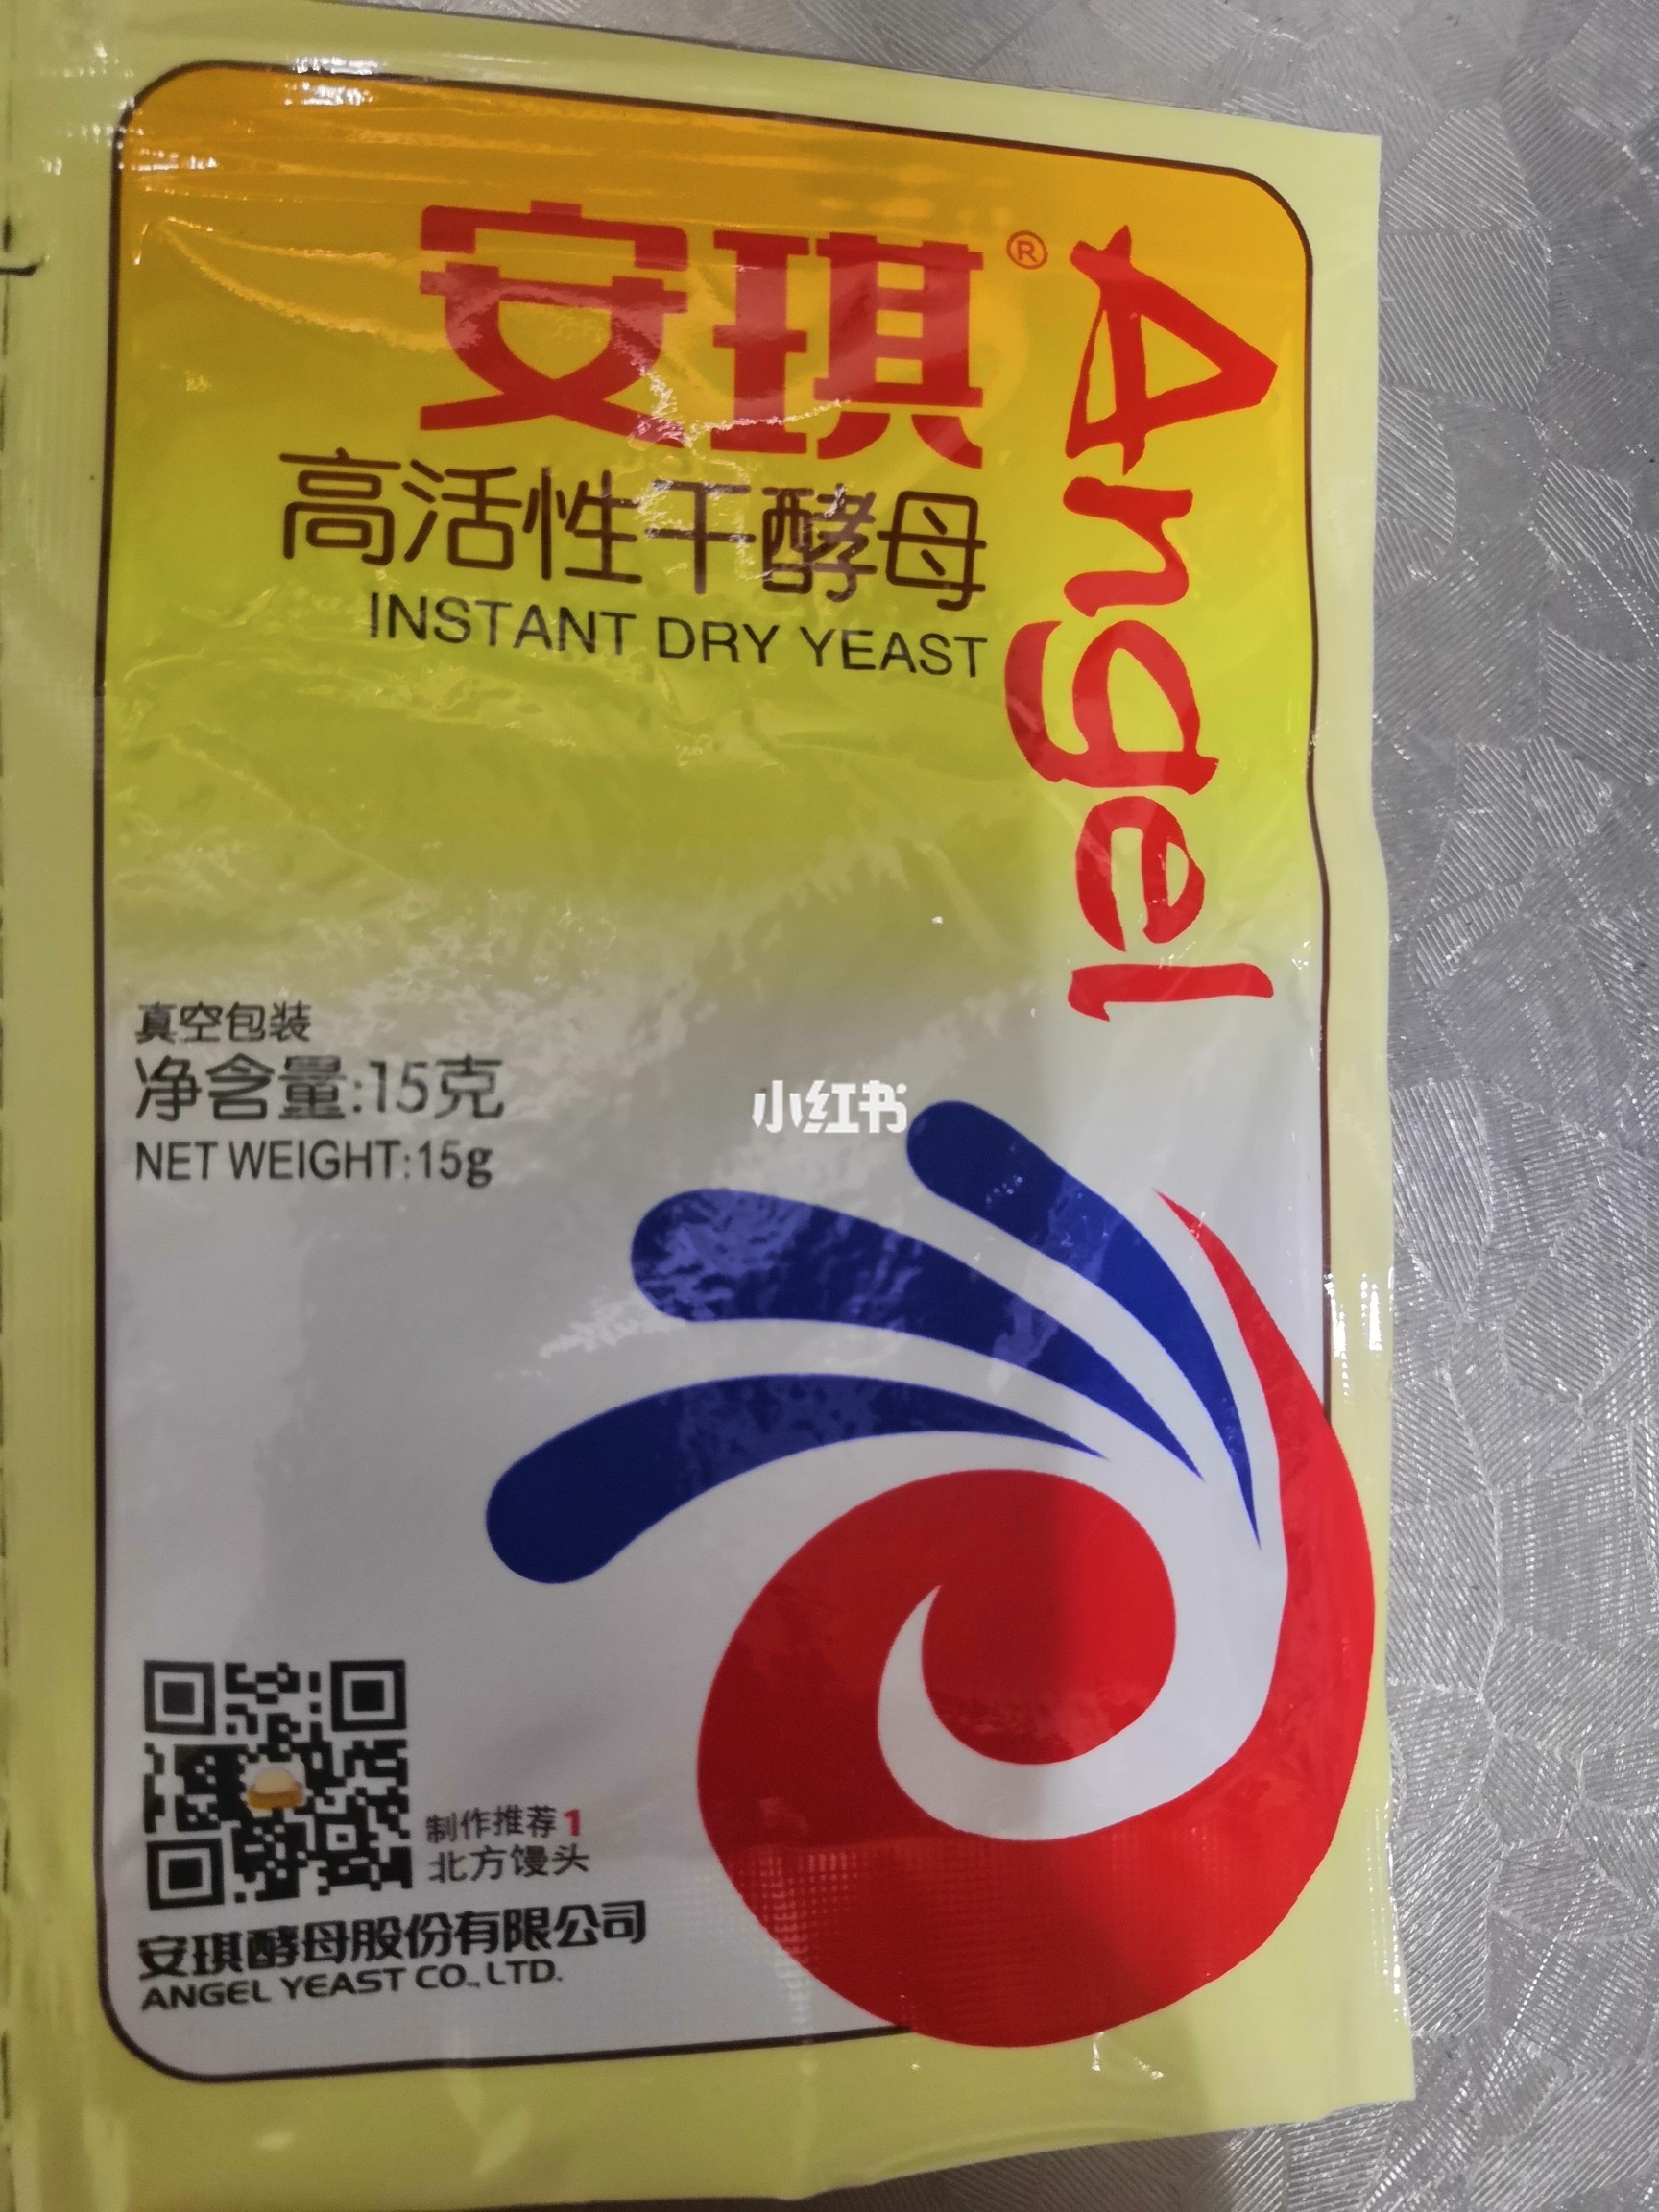 安琪®
Angel
高活性干酵母
INSTANT DRY YEAST
真空包装
净含量:15克
NET WEIGHT:15g
小红书
制作推荐1
北方馒头
安琪酵母股份有限公司
ANGEL YEAST CO., LTD.